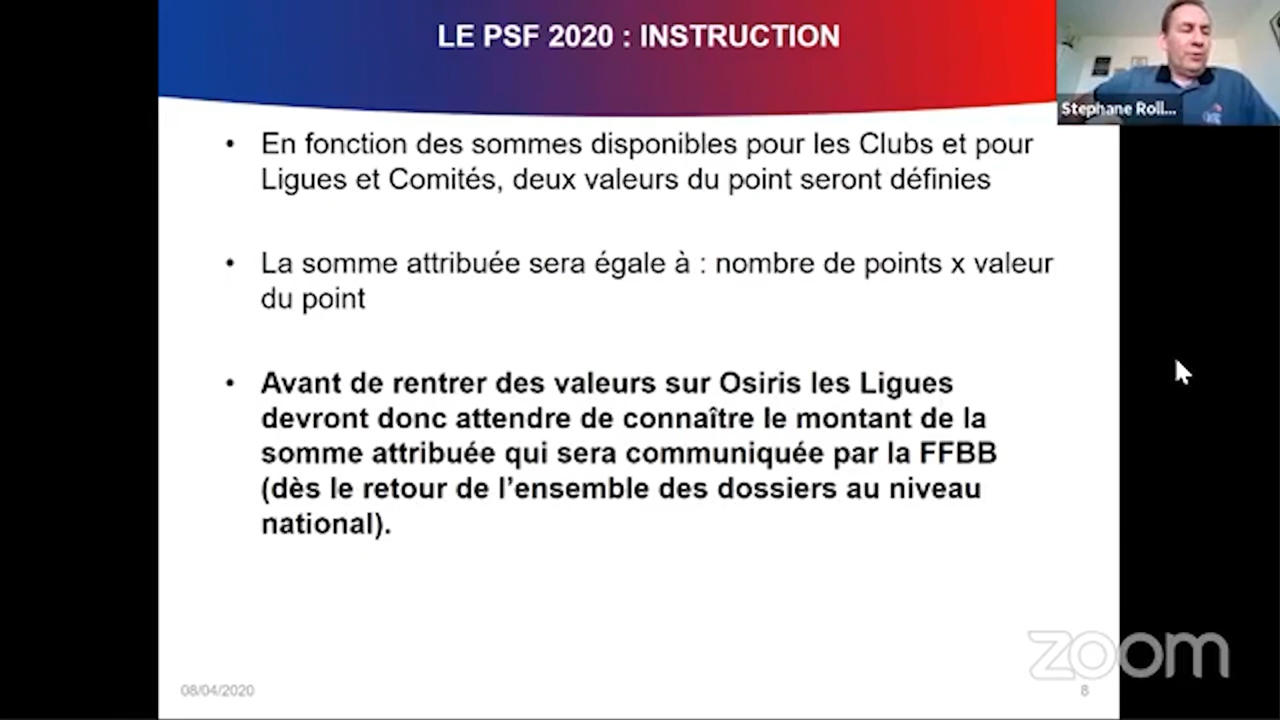 LE PSF 2020 : INSTRUCTION
Stephane Roll...
• En fonction des sommes disponibles pour les Clubs et pour
Ligues et Comités, deux valeurs du point seront définies
• La somme attribuée sera égale à : nombre de points x valeur
du point
• Avant de rentrer des valeurs sur Osiris les Ligues
devront donc attendre de connaître le montant de la
somme attribuée qui sera communiquée par la FFBB
(dès le retour de l’ensemble des dossiers au niveau
national).
zoom
08/04/2020
8